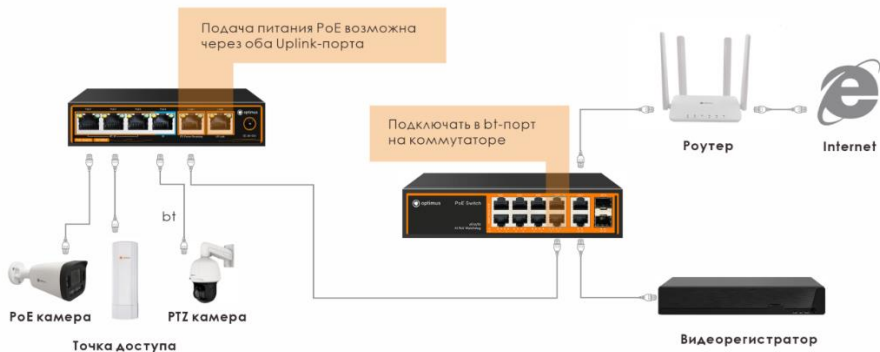 Подача питания PoE возможна
через оба Uplink-порта
optimus
Подключать в bt-порт
на коммутаторе
Роутер
Internet
optimus
PoE Switch
bt
PoE камера
PTZ камера
Точка доступа
Видеорегистратор